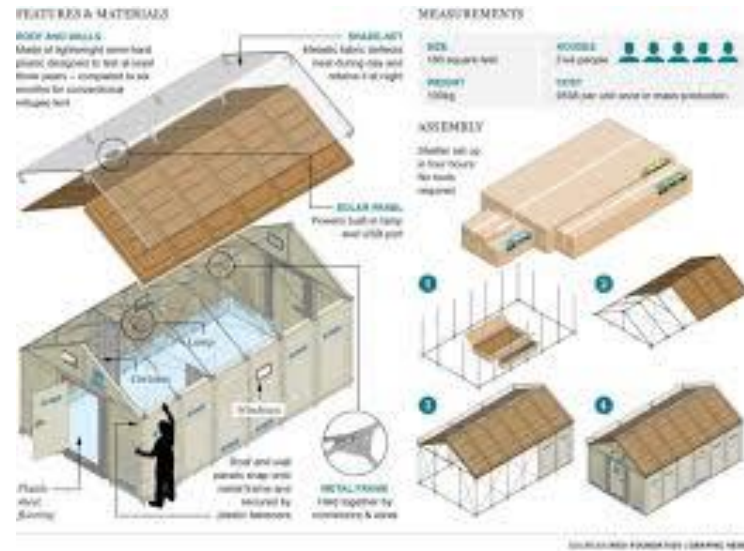 FEATURES & MATERIALS
BODY AND WALLS
Made of lightweight semi-hard
plastic designed to last at least
three years – compared to six
months for conventional
refugee tent
SHADE NET
Metallic fabric deflects
heat during day and
retains it at night
SOLAR PANEL
Powers built-in lamp
and USB port
Lamp
Curtains
Windows
Plastic
sheet
flooring
Roof and wall
panels snap onto
metal frame and
secured by
plastic fasteners
METAL FRAME
Held together by
connectors & wires
MEASUREMENTS
SIZE
188 square feet
HOUSES
Five people
WEIGHT
100kg
COST
per unit once in mass production
ASSEMBLY
Shelter set up
in four hours
No tools
required
1
2
3
4
FOUNDATION | GRAPHIC NEWS